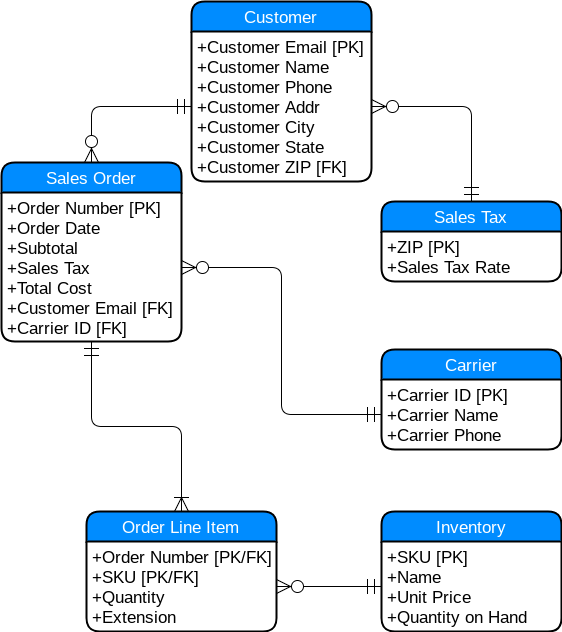 Customer
+Customer Email [PK]
+Customer Name
+Customer Phone
+Customer Addr
+Customer City
+Customer State
+Customer ZIP [FK]
Sales Order
+Order Number [PK]
+Order Date
+Subtotal
+Sales Tax
+Total Cost
+Customer Email [FK]
+Carrier ID [FK]
Sales Tax
+ZIP [PK]
+Sales Tax Rate
Carrier
+Carrier ID [PK]
+Carrier Name
+Carrier Phone
Order Line Item
+Order Number [PK/FK]
+SKU [PK/FK]
+Quantity
+Extension
Inventory
+SKU [PK]
+Name
+Unit Price
+Quantity on Hand